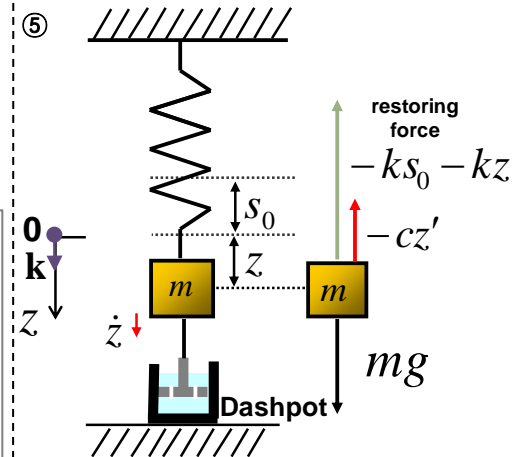 ⑤
restoring
force
−ks₀ − kz
s₀
−cz′
0
k
z
z
m
m
ż
mg
Dashpot